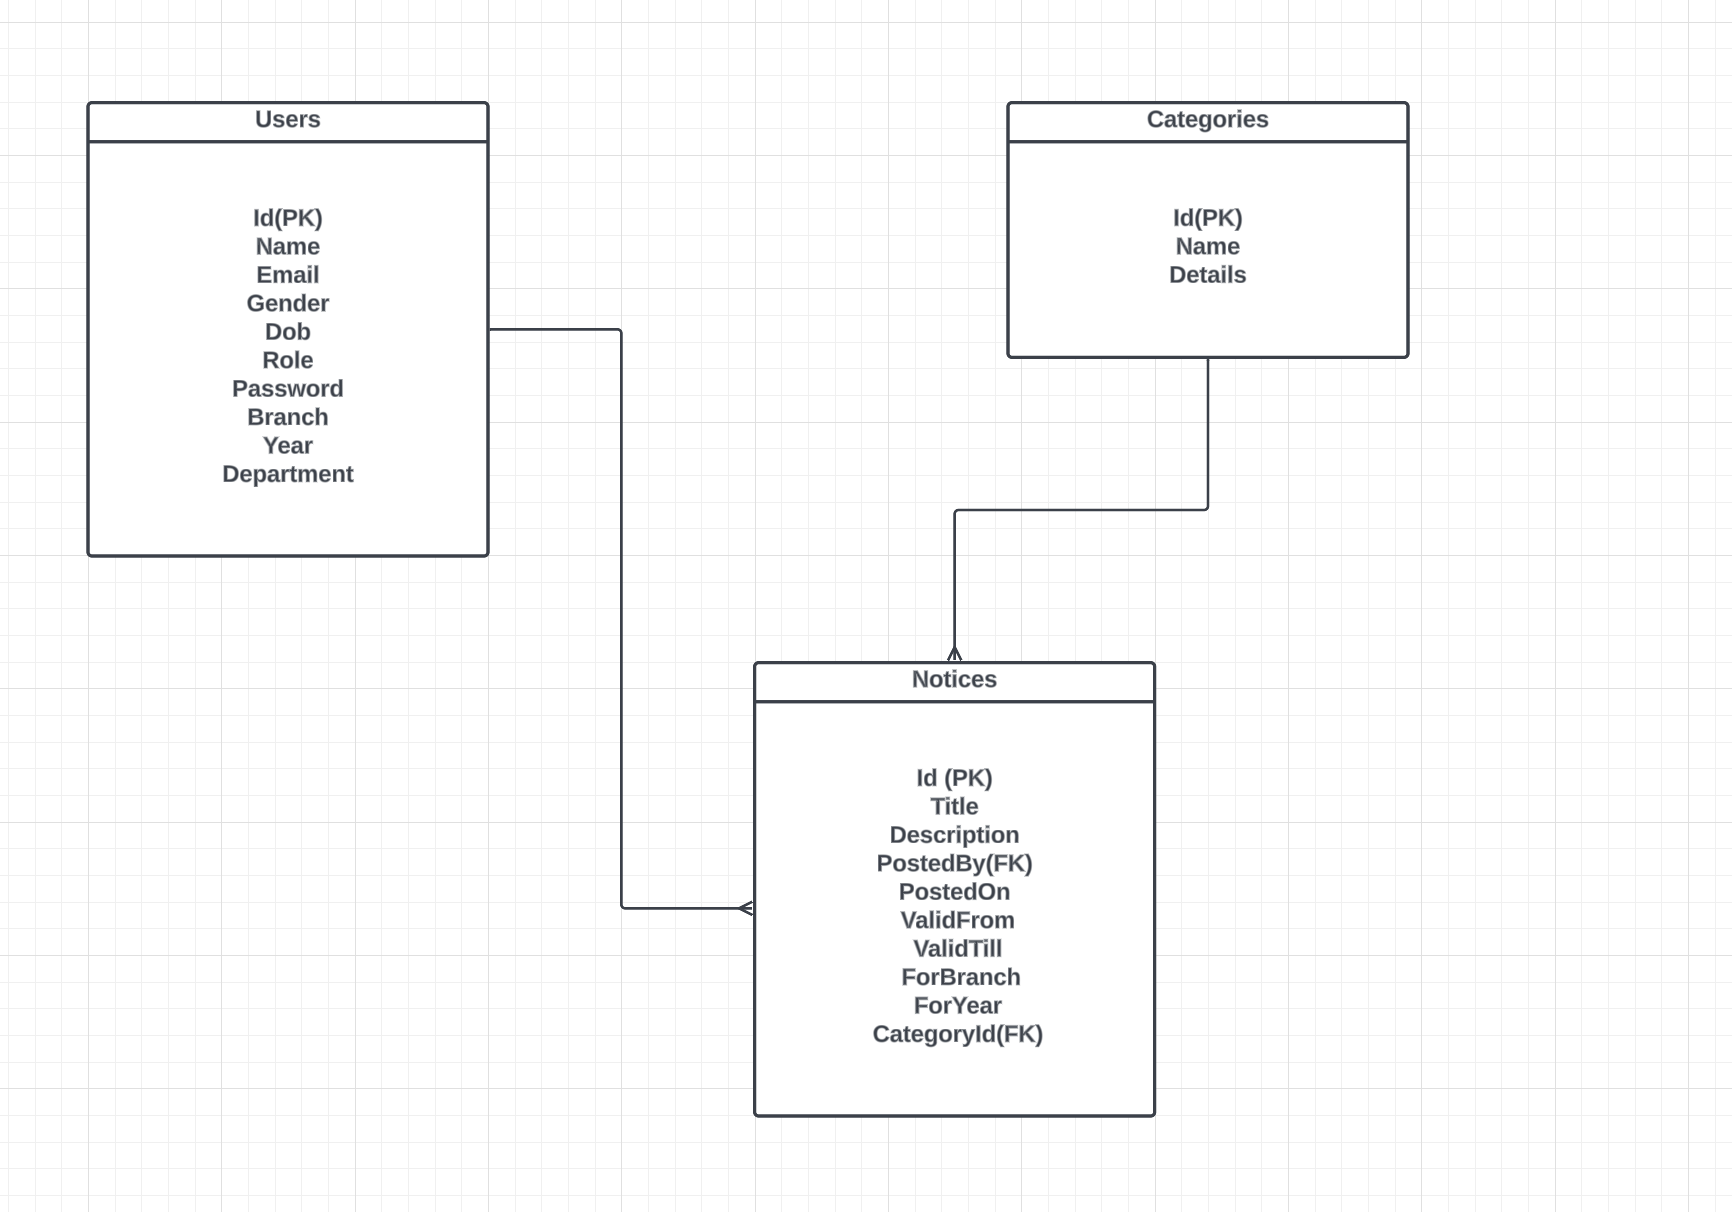 Users
Id(PK)
Name
Email
Gender
Dob
Role
Password
Branch
Year
Department
Categories
Id(PK)
Name
Details
Notices
Id (PK)
Title
Description
PostedBy(FK)
PostedOn
ValidFrom
ValidTill
ForBranch
ForYear
CategoryId(FK)